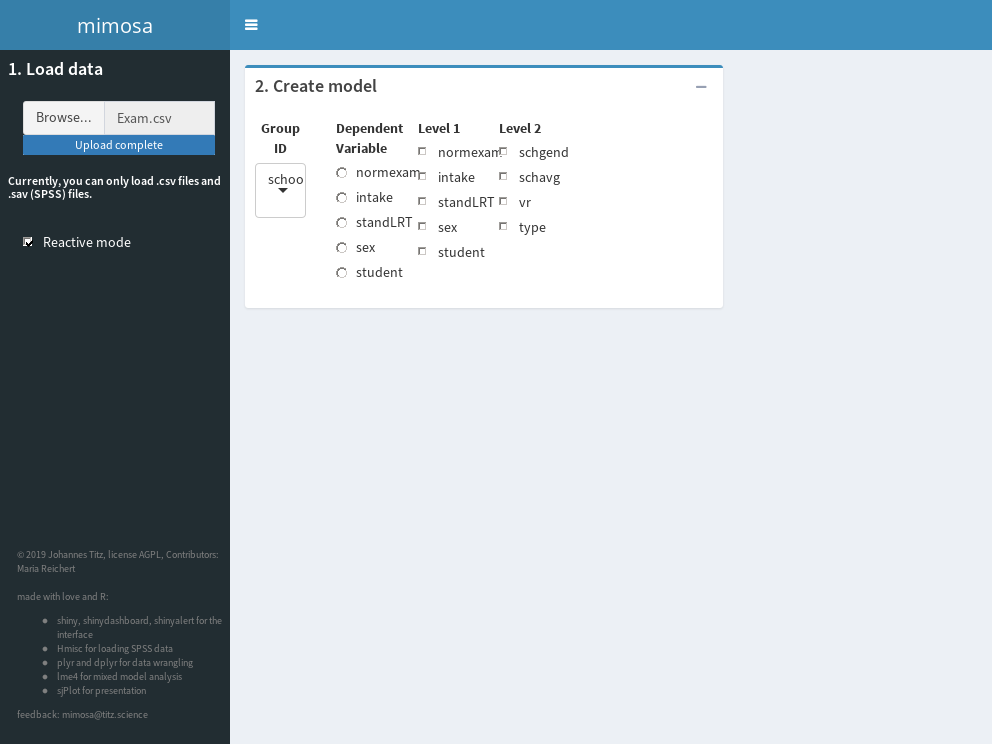 mimosa
1. Load data
Browse...
Exam.csv
Upload complete
Currently, you can only load .csv files and
.sav (SPSS) files.
Reactive mode
© 2019 Johannes Titz, license AGPL, Contributors:
Maria Reichert
made with love and R:
shiny, shinydashboard, shinyalert for the
interface
Hmisc for loading SPSS data
plyr and dplyr for data wrangling
lme4 for mixed model analysis
sjPlot for presentation
feedback: mimosa@titz.science
2. Create model
Group
ID
schoo
Dependent
Variable
normexam
intake
standLRT
sex
student
Level 1
normexam
intake
standLRT
sex
student
Level 2
schgend
schavg
vr
type